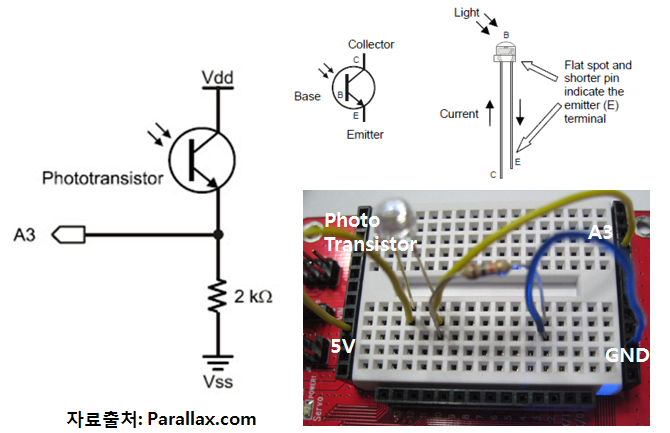 Vdd
Phototransistor
A3
2 kΩ
Vss
자료출처: Parallax.com
Collector
C
Base
B
E
Emitter
Light
B
Flat spot and
shorter pin
indicate the
emitter (E)
terminal
Current
C
E
Photo
Transistor
A3
5V
GND
Servo